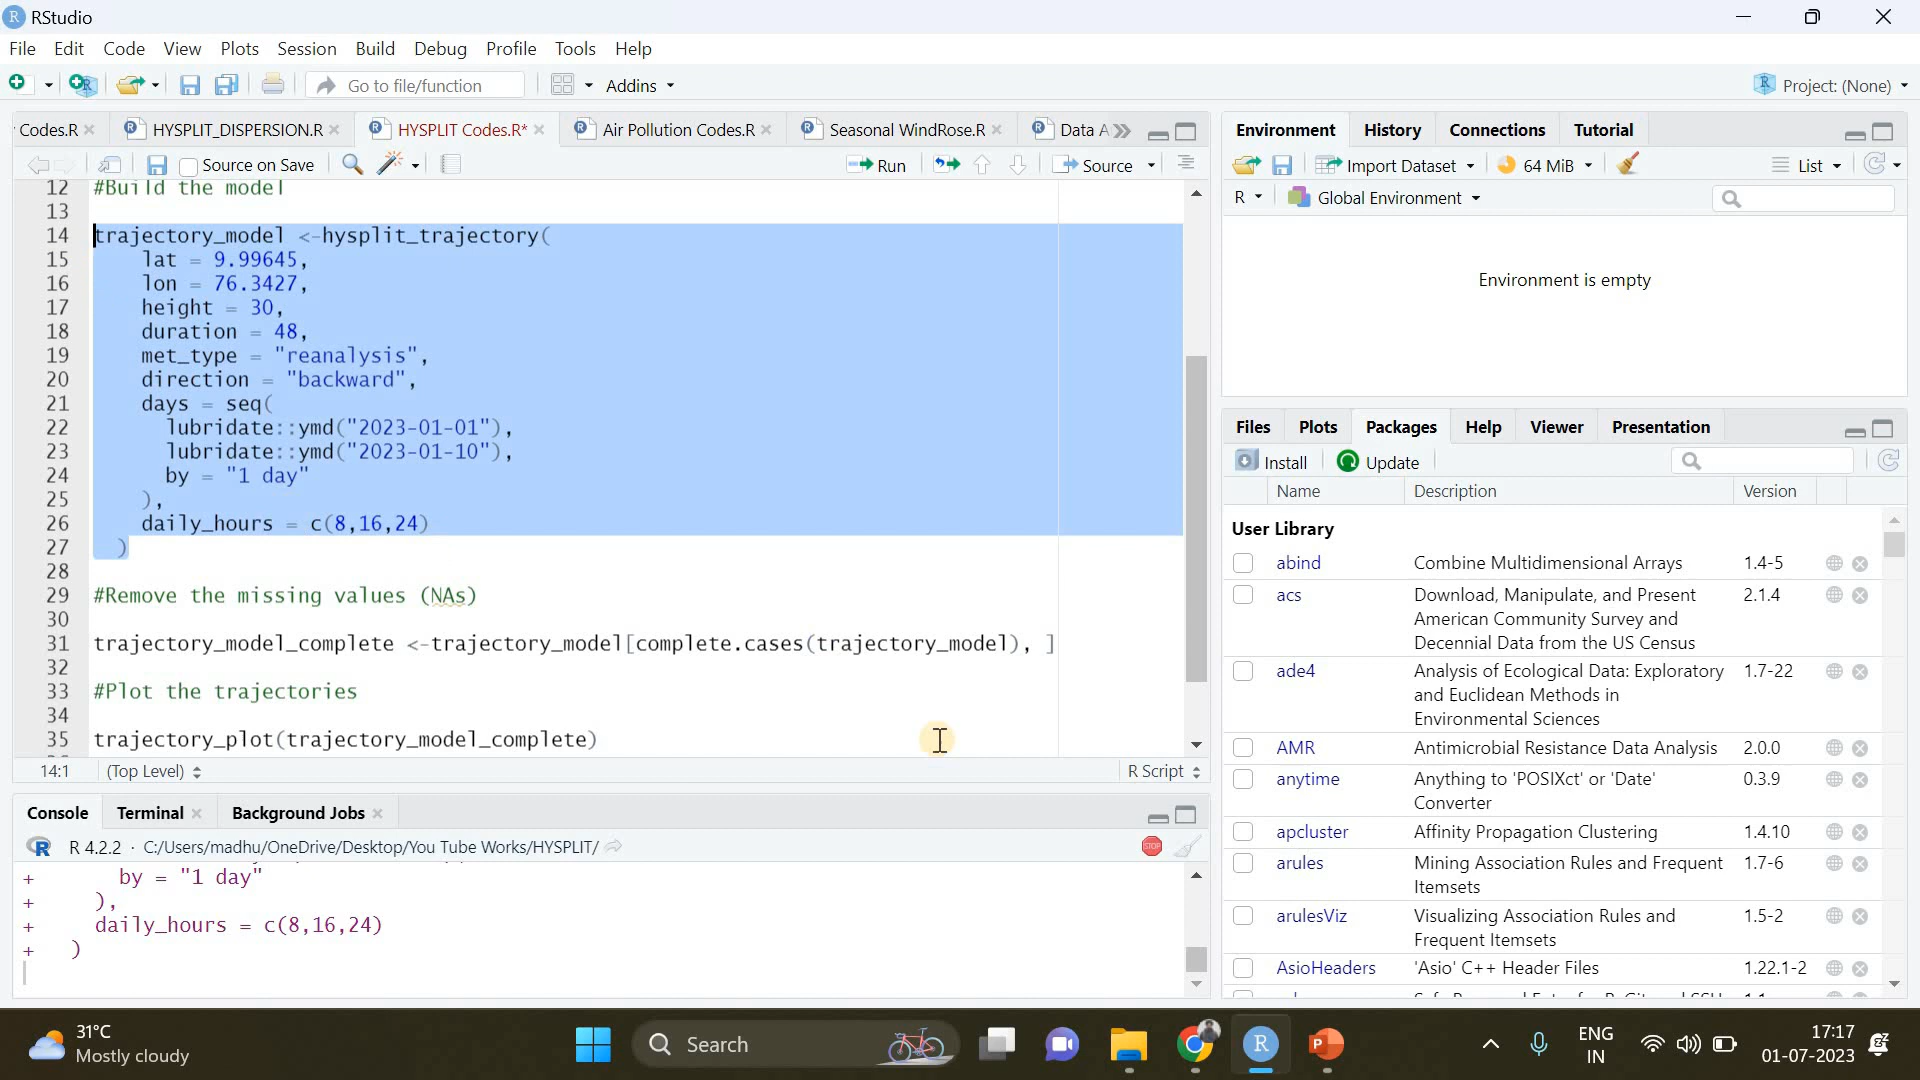 RStudio
File Edit Code View Plots Session Build Debug Profile Tools Help
Go to file/function Addins Project: (None)
Codes.R HYSPLIT_DISPERSION.R HYSPLIT Codes.R* Air Pollution Codes.R Seasonal WindRose.R Data A
Source on Save Run Source
12 #Build the model
13
14 trajectory_model <-hysplit_trajectory(
15 lat = 9.99645,
16 lon = 76.3427,
17 height = 30,
18 duration = 48,
19 met_type = "reanalysis",
20 direction = "backward",
21 days = seq(
22 lubridate::ymd("2023-01-01"),
23 lubridate::ymd("2023-01-10"),
24 by = "1 day"
25 ),
26 daily_hours = c(8,16,24)
27 )
28
29 #Remove the missing values (NAs)
30
31 trajectory_model_complete <-trajectory_model[complete.cases(trajectory_model), ]
32
33 #Plot the trajectories
34
35 trajectory_plot(trajectory_model_complete)
14:1 (Top Level) R Script
Console Terminal Background Jobs
R 4.2.2 · C:/Users/madhu/OneDrive/Desktop/You Tube Works/HYSPLIT/
STOP
+ by = "1 day"
+ ),
+ daily_hours = c(8,16,24)
+ )
Environment History Connections Tutorial
Import Dataset 64 MiB List
R Global Environment
Environment is empty
Files Plots Packages Help Viewer Presentation
Install Update
Name Description Version
User Library
abind Combine Multidimensional Arrays 1.4-5
acs Download, Manipulate, and Present 2.1.4
American Community Survey and
Decennial Data from the US Census
ade4 Analysis of Ecological Data: Exploratory 1.7-22
and Euclidean Methods in
Environmental Sciences
AMR Antimicrobial Resistance Data Analysis 2.0.0
anytime Anything to 'POSIXct' or 'Date' 0.3.9
Converter
apcluster Affinity Propagation Clustering 1.4.10
arules Mining Association Rules and Frequent 1.7-6
Itemsets
arulesViz Visualizing Association Rules and 1.5-2
Frequent Itemsets
AsioHeaders 'Asio' C++ Header Files 1.22.1-2
31°C
Mostly cloudy
Search
ENG
IN
17:17
01-07-2023